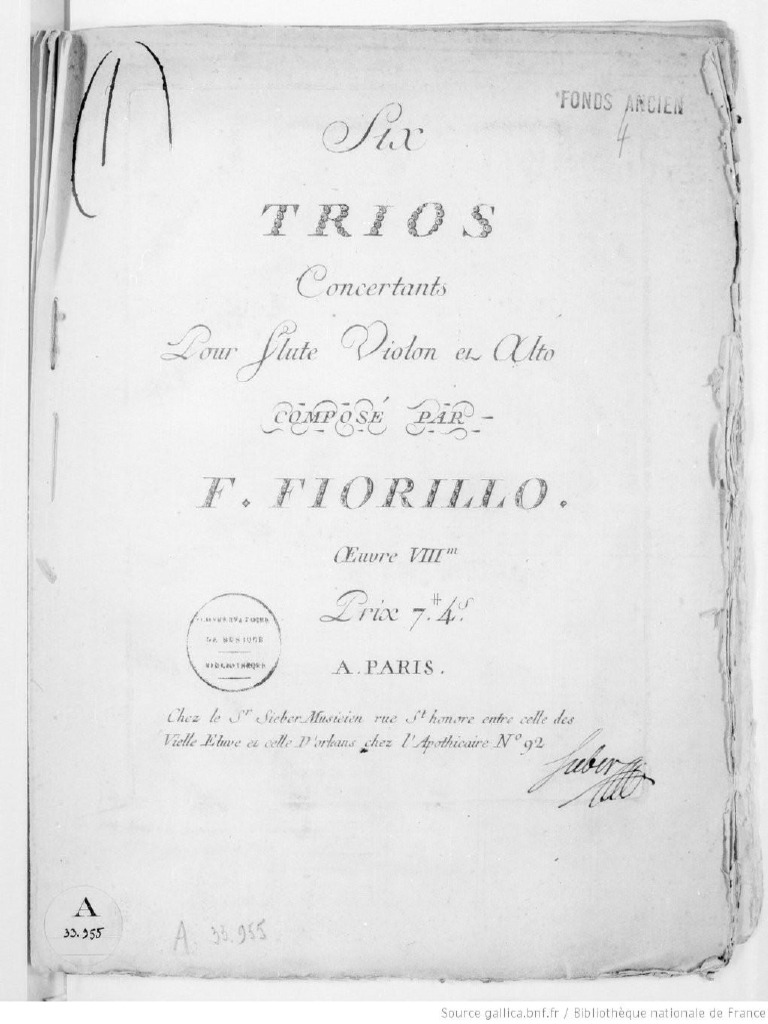 FONDS ANCIEN
4
Six
TRIOS
Concertants
Pour Flute Violon et Alto
COMPOSÉ PAR
F. FIORILLO.
Œuvre VIIIᵐ
Prix 7.# 4ˢ.
CONSERVATOIRE
DE MUSIQUE
BIBLIOTHÈQUE
A. PARIS.
Chez le Sʳ Sieber Musicien rue Sᵗ honore entre celle des
Vielle Etuve et celle D'orleans chez l'Apothicaire Nº 92
Sieber
A
33.955
A. 33.955
Source gallica.bnf.fr / Bibliothèque nationale de France